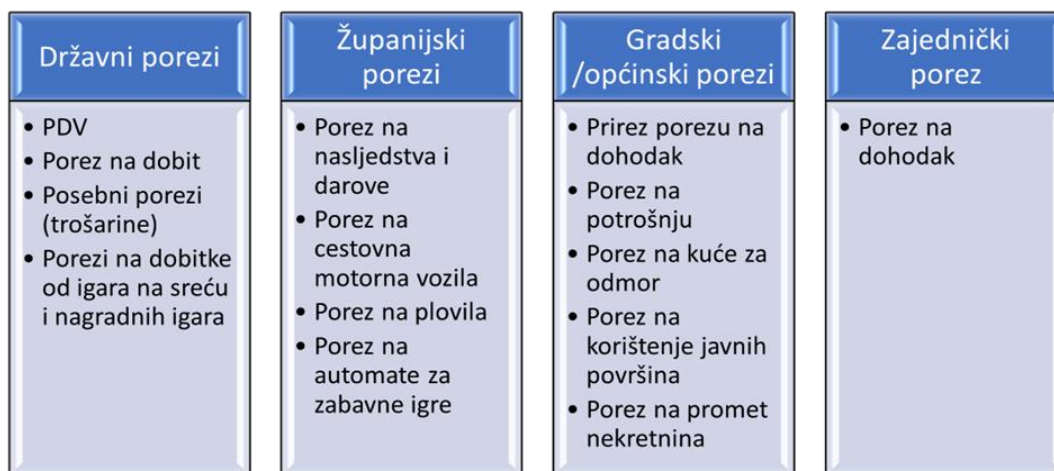 Državni porezi
• PDV
• Porez na dobit
• Posebni porezi
(trošarine)
• Porezi na dobitke
od igara na sreću
i nagradnih igara
Županijski
porezi
• Porez na
nasljedstva i
darove
• Porez na
cestovna
motorna vozila
• Porez na plovila
• Porez na
automate za
zabavne igre
Gradski
/općinski porezi
• Prirez porezu na
dohodak
• Porez na
potrošnju
• Porez na kuće za
odmor
• Porez na
korištenje javnih
površina
• Porez na promet
nekretnina
Zajednički
porez
• Porez na
dohodak